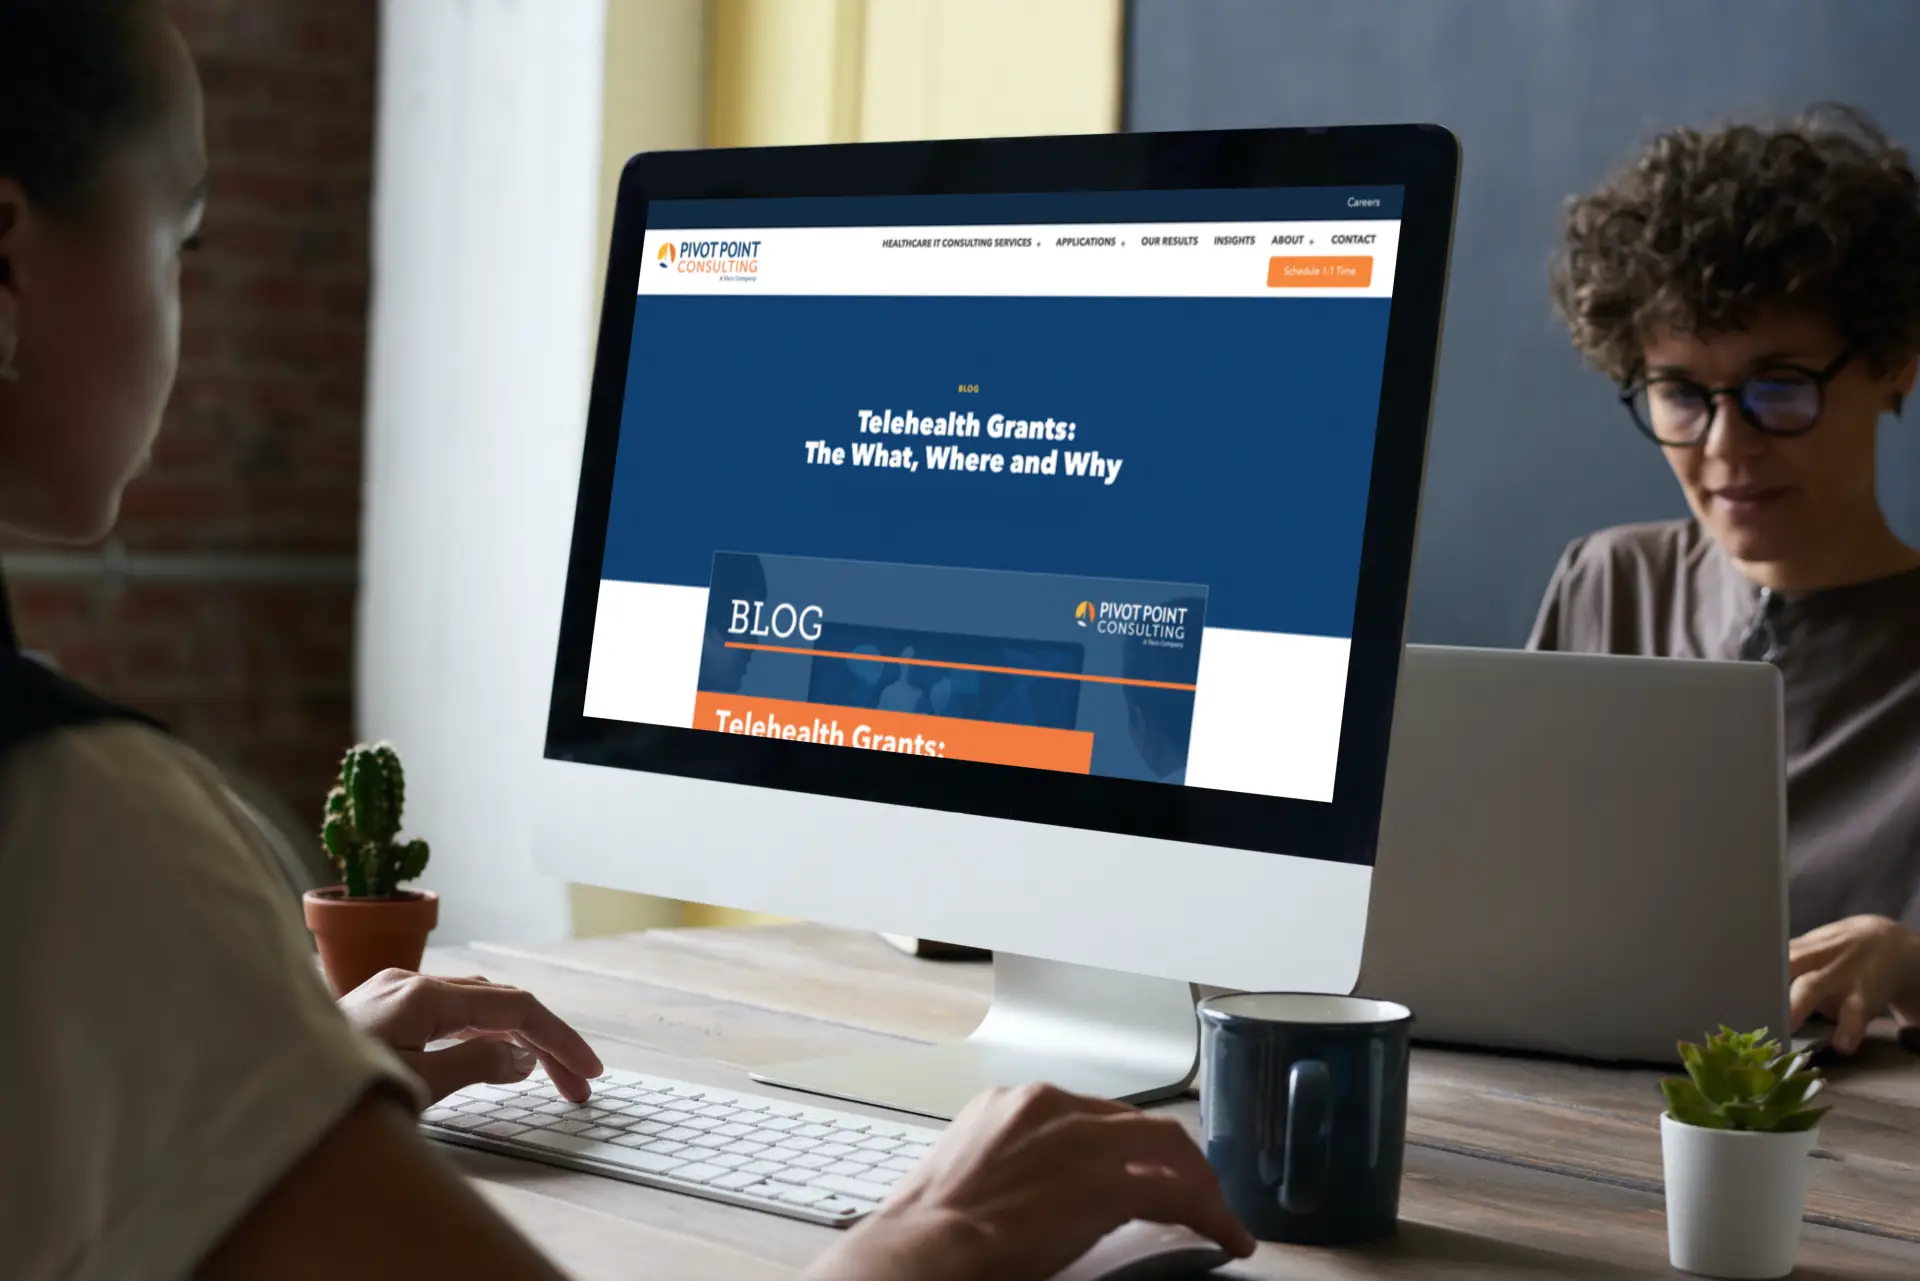 Careers
PIVOT POINT
CONSULTING
A Vaco Company
HEALTHCARE IT CONSULTING SERVICES +
APPLICATIONS +
OUR RESULTS
INSIGHTS
ABOUT +
CONTACT
Schedule 1:1 Time
BLOG
Telehealth Grants:
The What, Where and Why
BLOG
PIVOT POINT
CONSULTING
A Vaco Company
Telehealth Grants: